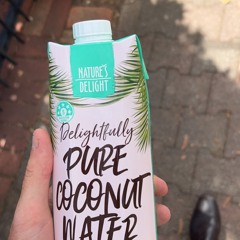 NATURE'S
DELIGHT
Delightfully
PURE
COCONUT
WATER